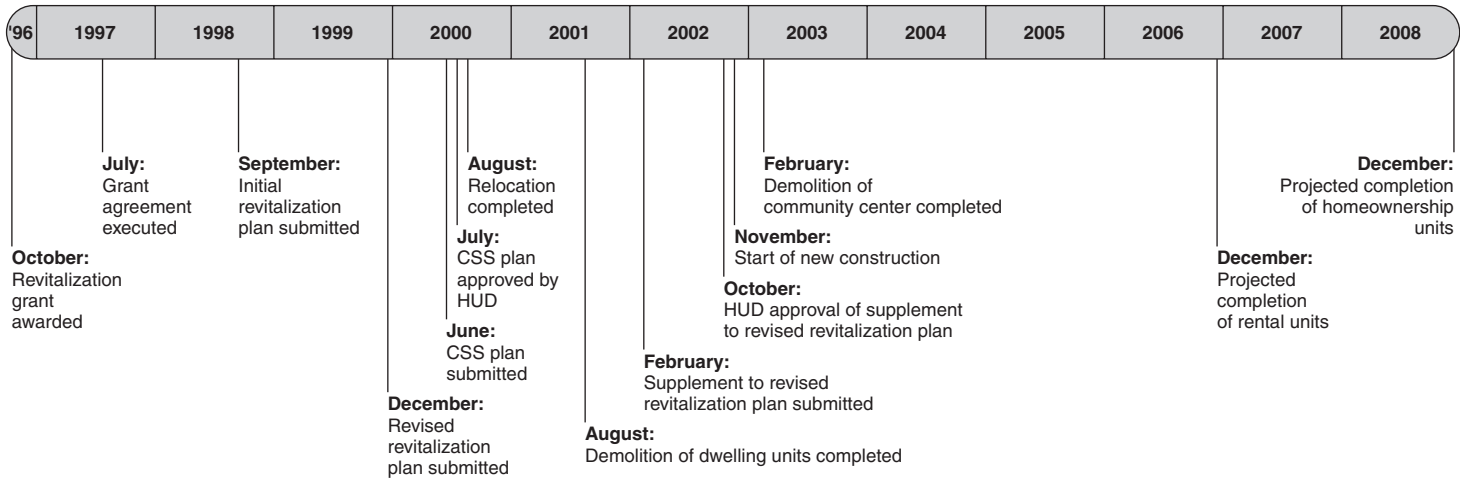 '96 1997 1998 1999 2000 2001 2002 2003 2004 2005 2006 2007 2008
October:
Revitalization
grant
awarded
July:
Grant
agreement
executed
September:
Initial
revitalization
plan submitted
December:
Revised
revitalization
plan submitted
June:
CSS plan
submitted
July:
CSS plan
approved by
HUD
August:
Relocation
completed
August:
Demolition of dwelling units completed
February:
Supplement to revised
revitalization plan submitted
October:
HUD approval of supplement
to revised revitalization plan
November:
Start of new construction
February:
Demolition of
community center completed
December:
Projected
completion
of rental units
December:
Projected completion
of homeownership
units